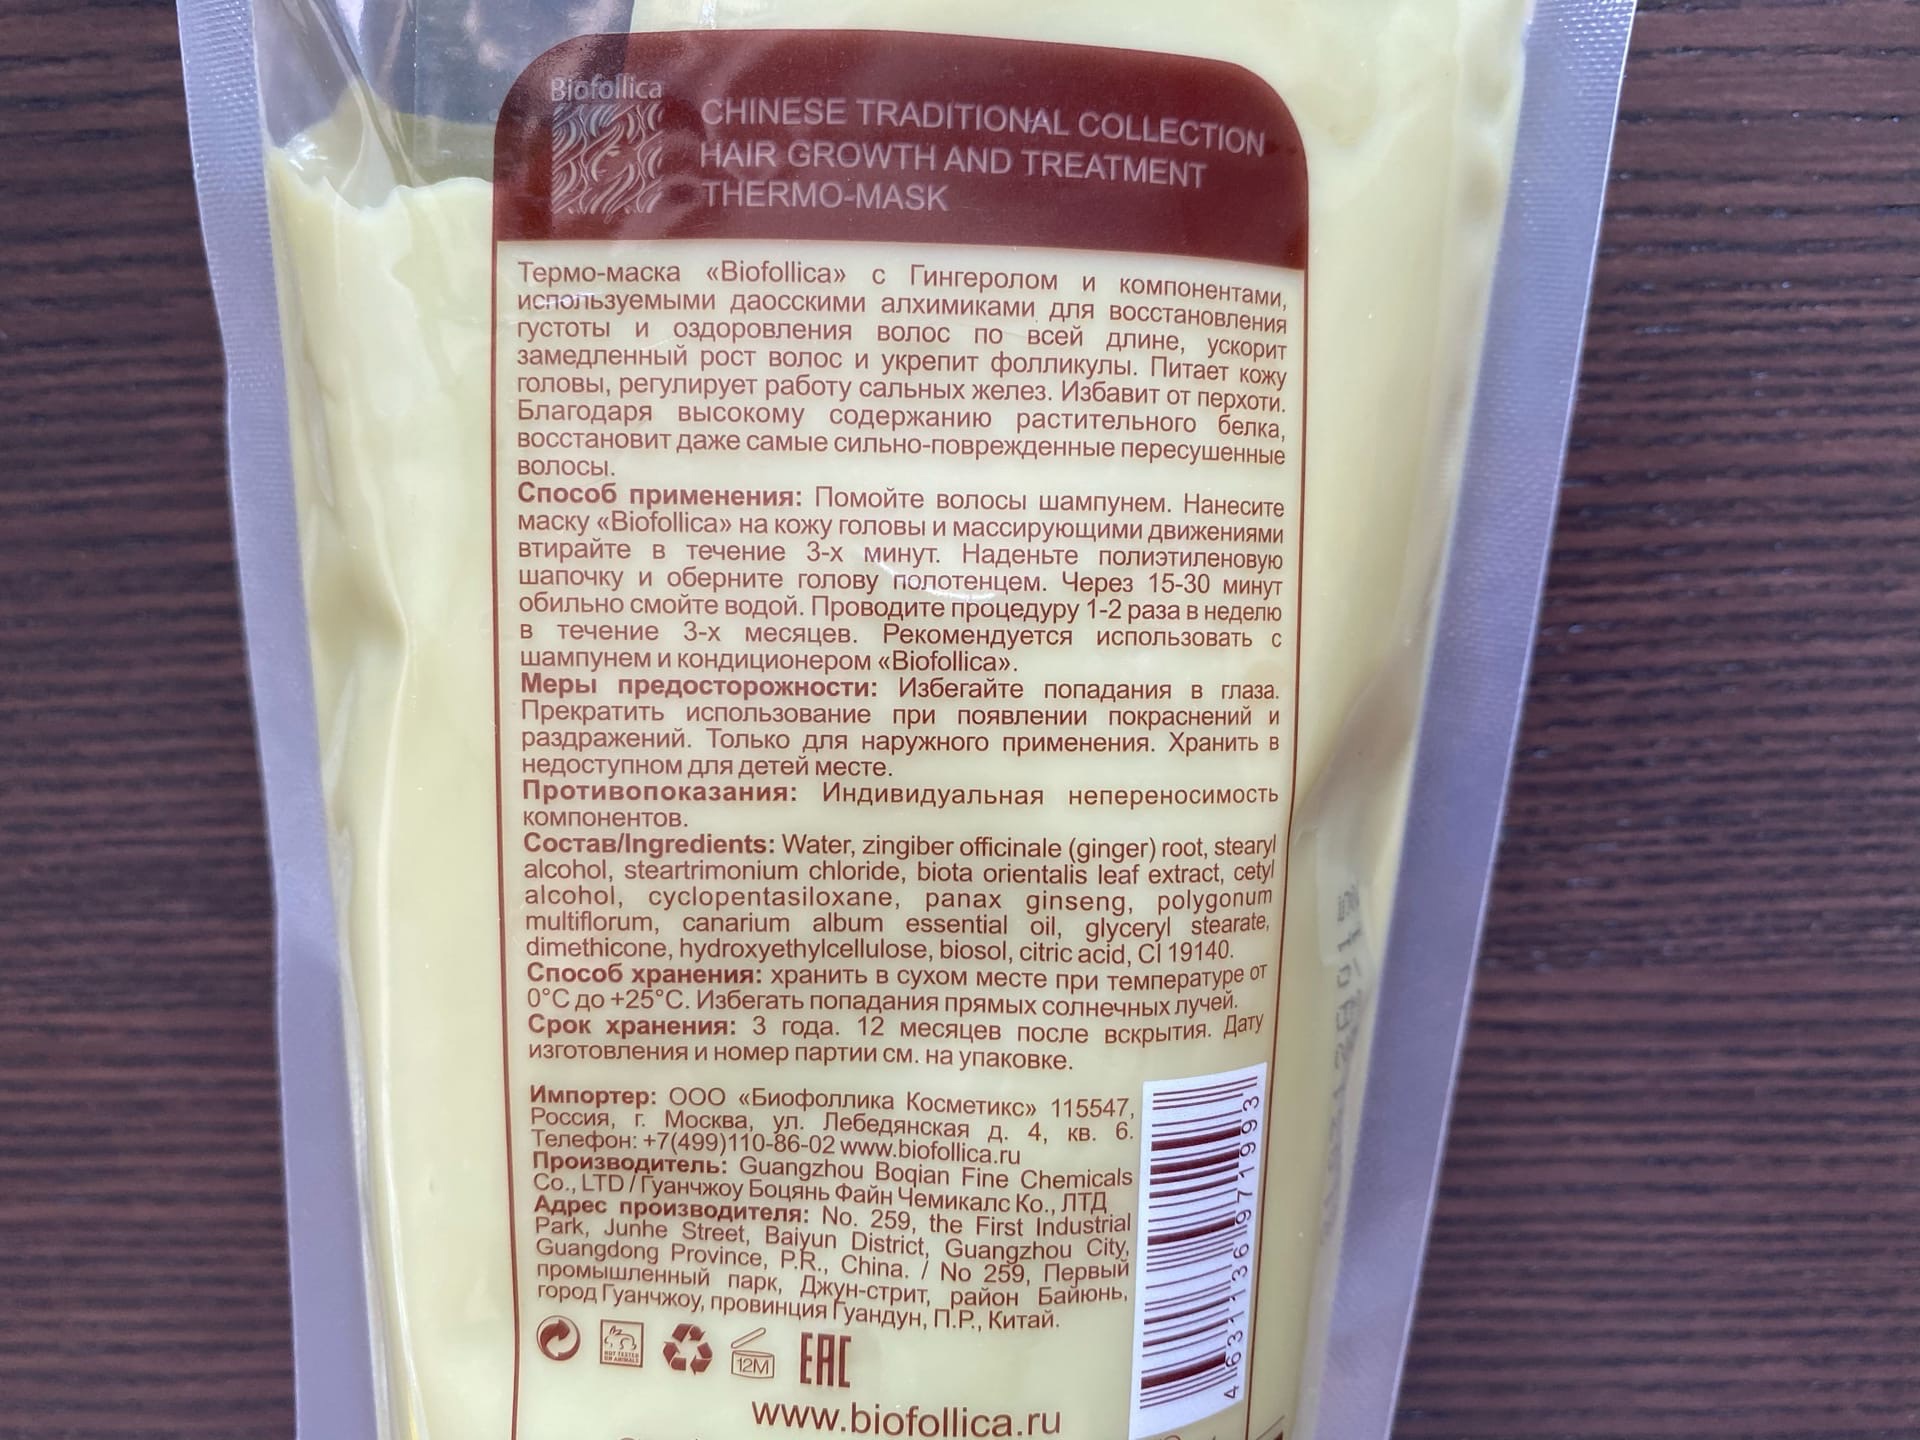 Biofollica
CHINESE TRADITIONAL COLLECTION
HAIR GROWTH AND TREATMENT
THERMO-MASK
Термо-маска «Biofollica» с Гингеролом и компонентами,
используемыми даосскими алхимиками для восстановления
густоты и оздоровления волос по всей длине, ускорит
замедленный рост волос и укрепит фолликулы. Питает кожу
головы, регулирует работу сальных желез. Избавит от перхоти.
Благодаря высокому содержанию растительного белка,
восстановит даже самые сильно-поврежденные пересушенные
волосы.
Способ применения: Помойте волосы шампунем. Нанесите
маску «Biofollica» на кожу головы и массирующими движениями
втирайте в течение 3-х минут. Наденьте полиэтиленовую
шапочку и оберните голову полотенцем. Через 15-30 минут
обильно смойте водой. Проводите процедуру 1-2 раза в неделю
в течение 3-х месяцев. Рекомендуется использовать с
шампунем и кондиционером «Biofollica».
Меры предосторожности: Избегайте попадания в глаза.
Прекратить использование при появлении покраснений и
раздражений. Только для наружного применения. Хранить в
недоступном для детей месте.
Противопоказания: Индивидуальная непереносимость
компонентов.
Состав/Ingredients: Water, zingiber officinale (ginger) root, stearyl
alcohol, steartrimonium chloride, biota orientalis leaf extract, cetyl
alcohol, cyclopentasiloxane, panax ginseng, polygonum
multiflorum, canarium album essential oil, glyceryl stearate,
dimethicone, hydroxyethylcellulose, biosol, citric acid, CI 19140.
Способ хранения: хранить в сухом месте при температуре от
0°С до +25°С. Избегать попадания прямых солнечных лучей.
Срок хранения: 3 года. 12 месяцев после вскрытия. Дату
изготовления и номер партии см. на упаковке.
Импортер: ООО «Биофоллика Косметикс» 115547,
Россия, г. Москва, ул. Лебедянская д. 4, кв. 6.
Телефон: +7(499)110-86-02 www.biofollica.ru
Производитель: Guangzhou Boqian Fine Chemicals
Co., LTD / Гуанчжоу Боцянь Файн Чемикалс Ко., ЛТД
Адрес производителя: No. 259, the First Industrial
Park, Junhe Street, Baiyun District, Guangzhou City,
Guangdong Province, P.R., China. / No 259, Первый
промышленный парк, Джун-стрит, район Байюнь,
город Гуанчжоу, провинция Гуандун, П.Р., Китай.
4 631136 971993
NOT TESTED
ON ANIMALS
12M
EAC
www.biofollica.ru